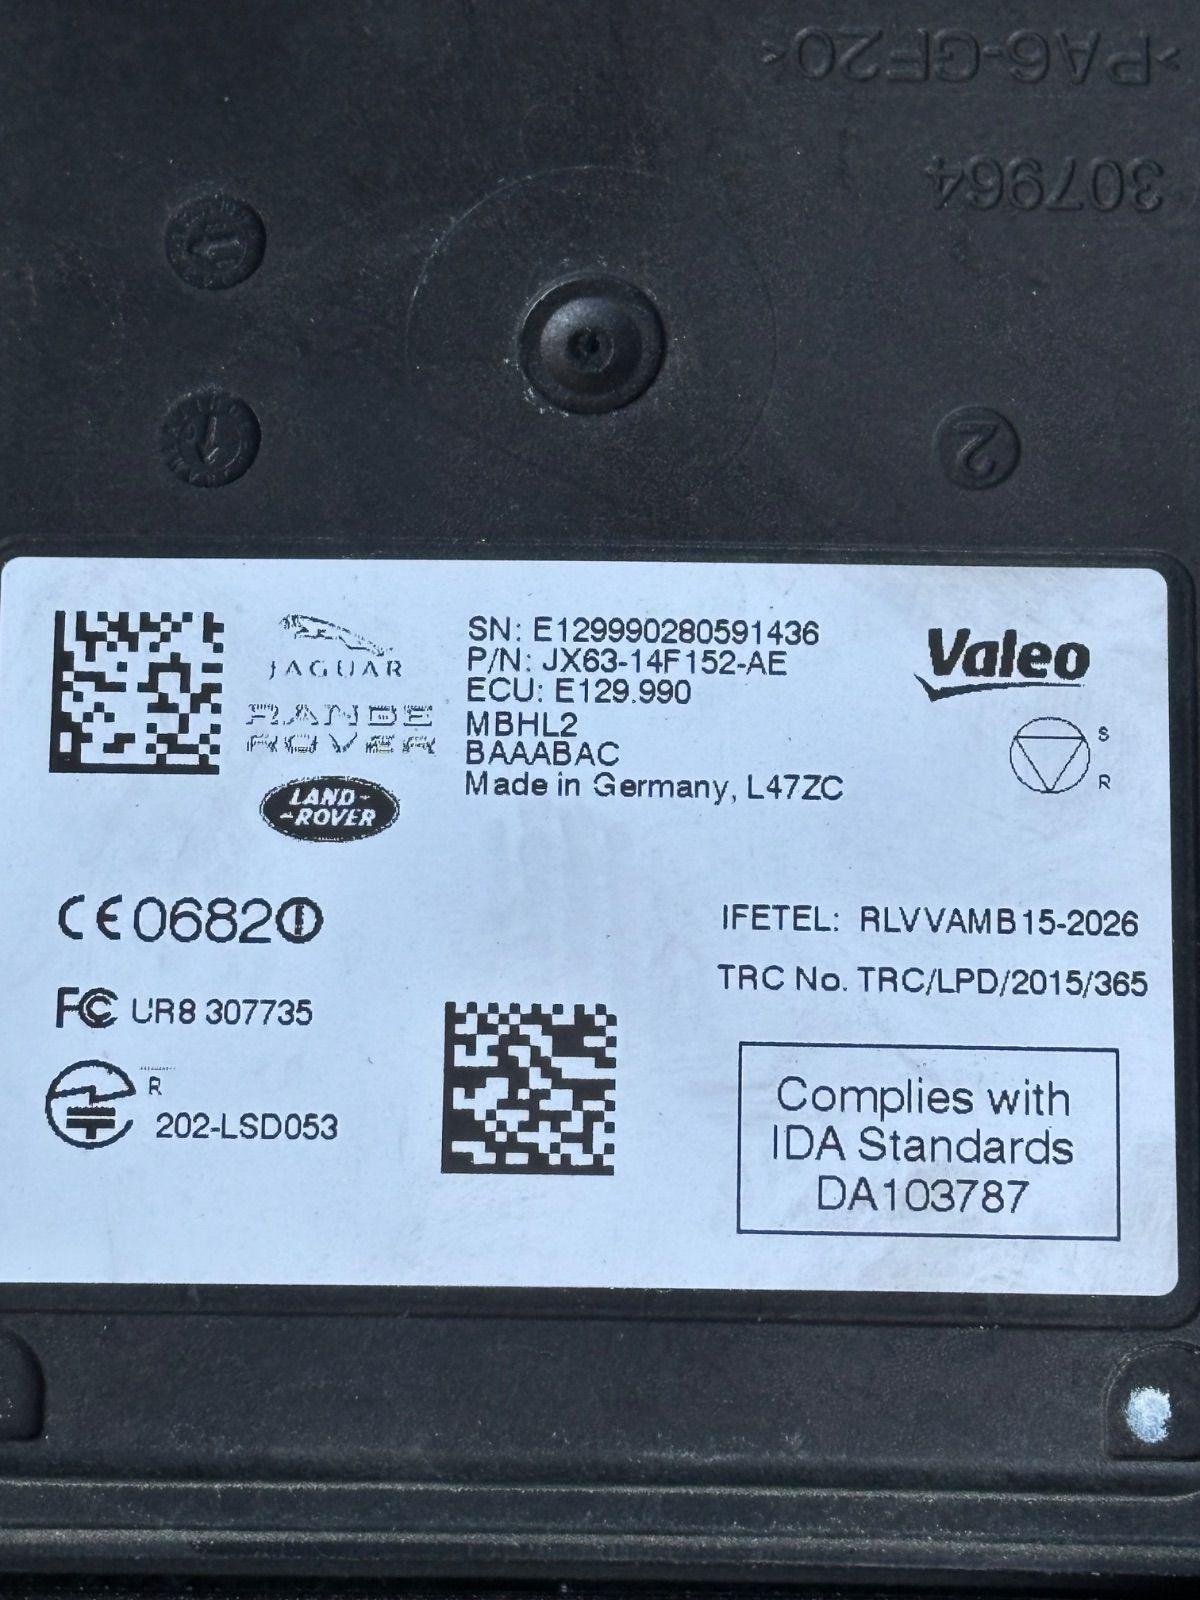 >PA6-GF20<
307964
2
JAGUAR
RANGE
ROVER
LAND-
-ROVER
SN: E129990280591436
P/N: JX63-14F152-AE
ECU: E129.990
MBHL2
BAAABAC
Made in Germany, L47ZC
Valeo
S
R
CE0682
IFETEL: RLVVAMB15-2026
TRC No. TRC/LPD/2015/365
FC UR8 307735
R
202-LSD053
Complies with
IDA Standards
DA103787